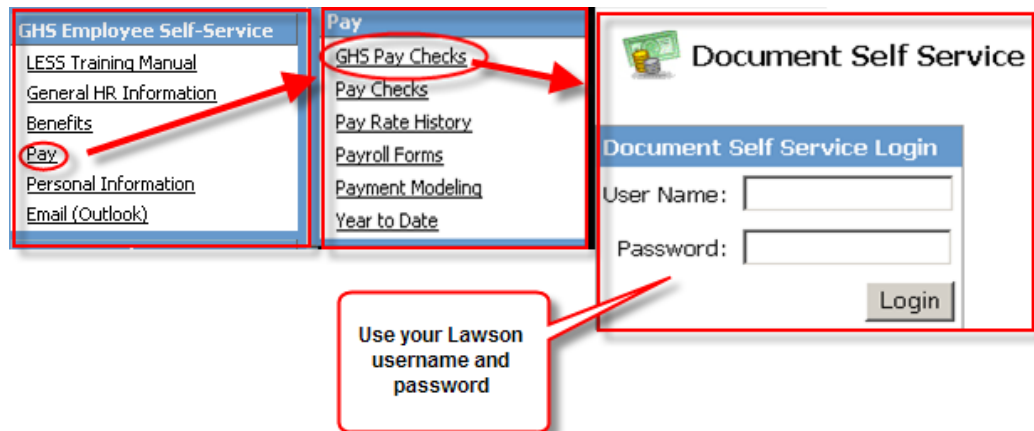 GHS Employee Self-Service
LESS Training Manual
General HR Information
Benefits
Pay
Personal Information
Email (Outlook)
Pay
GHS Pay Checks
Pay Checks
Pay Rate History
Payroll Forms
Payment Modeling
Year to Date
Document Self Service
Document Self Service Login
User Name:
Password:
Login
Use your Lawson
username and
password